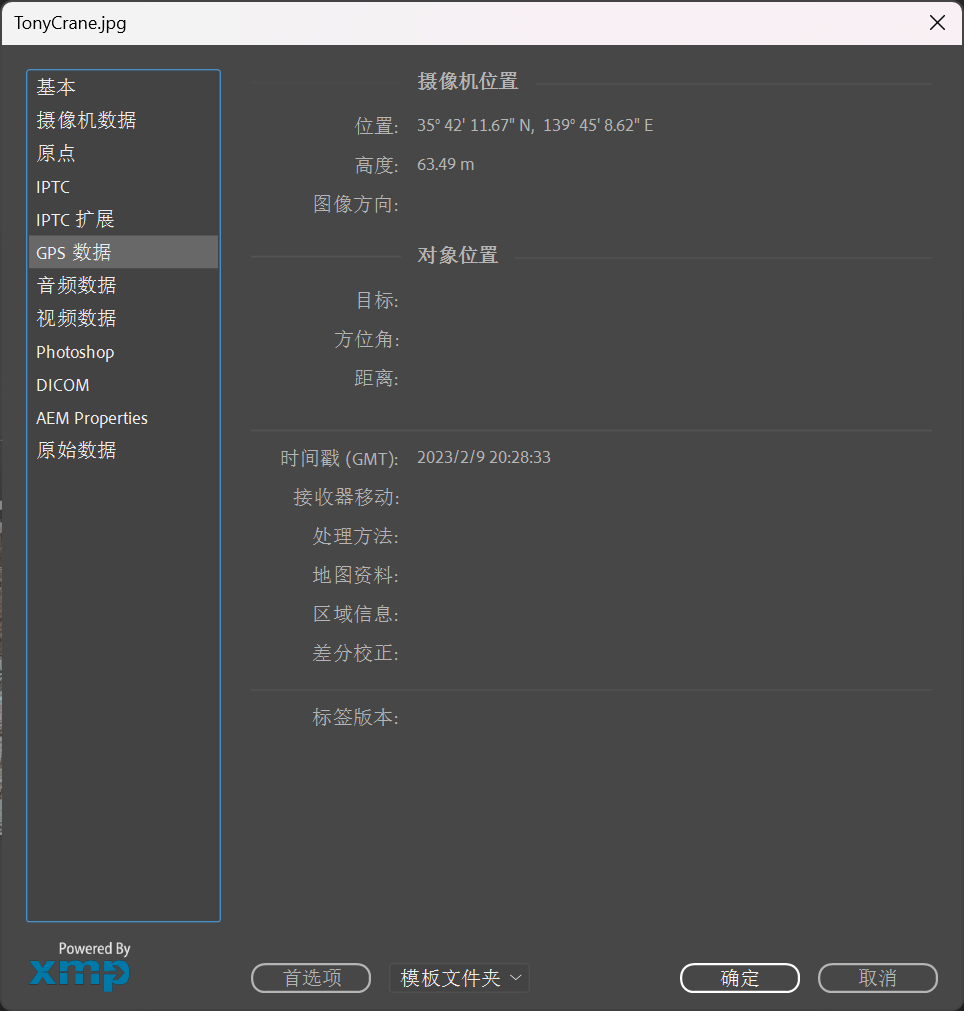 TonyCrane.jpg
基本
摄像机数据
原点
IPTC
IPTC 扩展
GPS 数据
音频数据
视频数据
Photoshop
DICOM
AEM Properties
原始数据
摄像机位置
位置: 35° 42' 11.67" N, 139° 45' 8.62" E
高度: 63.49 m
图像方向:
对象位置
目标:
方位角:
距离:
时间戳 (GMT): 2023/2/9 20:28:33
接收器移动:
处理方法:
地图资料:
区域信息:
差分校正:
标签版本:
Powered By
xmp
首选项 模板文件夹 确定 取消